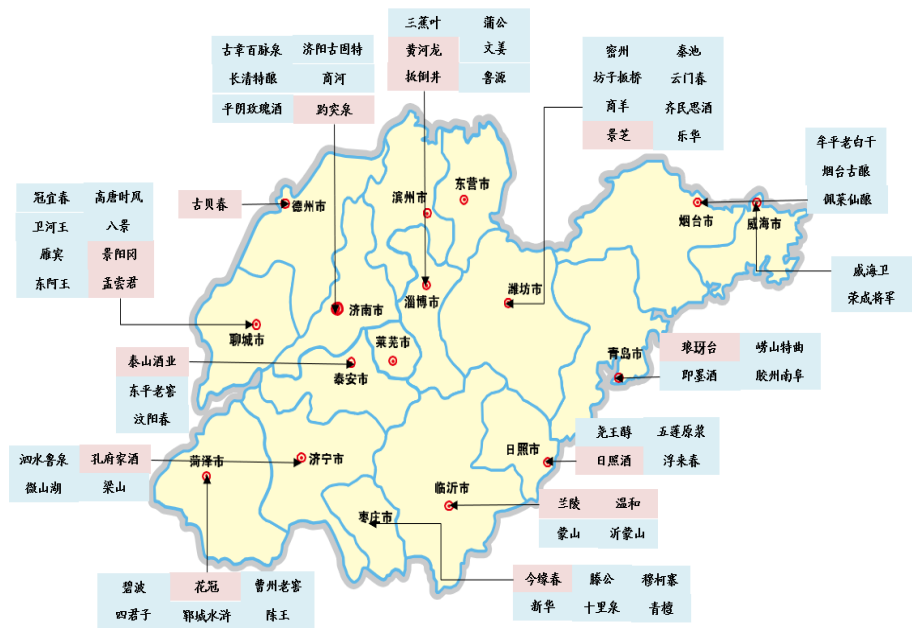 三蕉叶 蒲公
黄河龙 文姜
扳倒井 鲁源
古拿百脉泉 济阳古囤特
长清特酿 商河
平阴玫瑰酒 趵突泉
密州 秦池
坊子板桥 云门春
商羊 齐民思酒
景芝 乐华
牟平老白干
烟台古酿
佩莱仙酿
冠宜春 高唐时风
卫河王 八景
雁宾 景阳冈
东阿王 孟尝君
古贝春
德州市
滨州市
东营市
烟台市
威海市
威海卫
荣成将军
聊城市
济南市
淄博市
潍坊市
莱芜市
泰安市
青岛市
泰山酒业
东平老窖
汶阳春
琅琊台 崂山特曲
即墨酒 胶州南阜
尧王醇 五莲原浆
日照酒 浮来春
泗水鲁泉 孔府家酒
微山湖 梁山
菏泽市
济宁市
日照市
临沂市
枣庄市
兰陵 温和
蒙山 沂蒙山
碧波 花冠 曹州老窖
四君子 郓城水浒 陈王
今缘春 滕公 穆柯寨
新华 十里泉 青檀